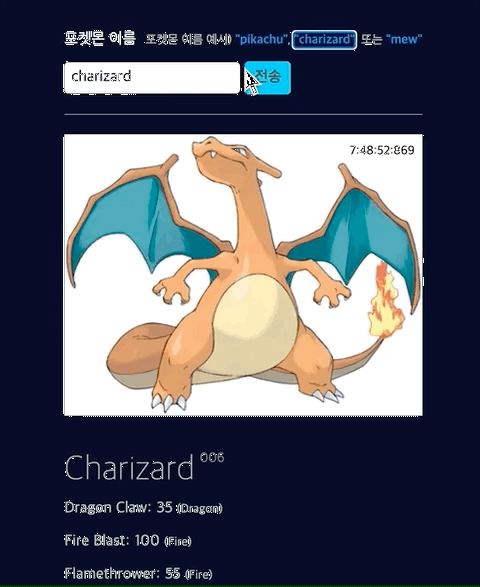 포켓몬 이름 포켓몬 이름 예시) "pikachu", "charizard" 또는 "mew"
charizard 전송
7:48:52:869
Charizard 006
Dragon Claw: 35 (Dragon)
Fire Blast: 100 (Fire)
Flamethrower: 55 (Fire)